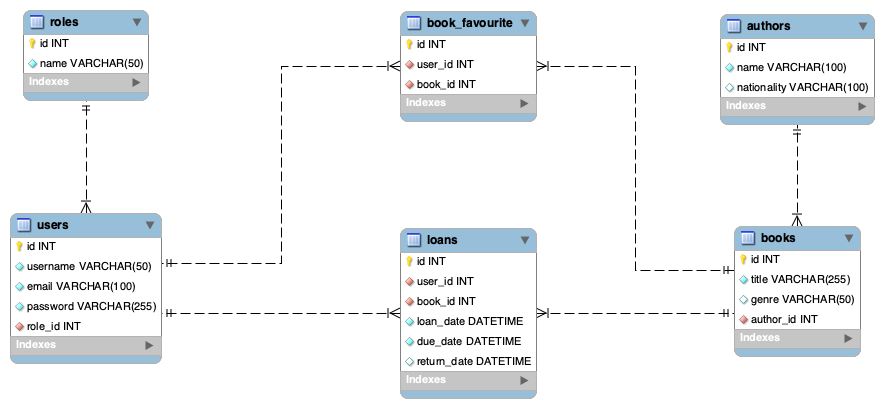 roles
id INT
name VARCHAR(50)
Indexes
book_favourite
id INT
user_id INT
book_id INT
Indexes
authors
id INT
name VARCHAR(100)
nationality VARCHAR(100)
Indexes
users
id INT
username VARCHAR(50)
email VARCHAR(100)
password VARCHAR(255)
role_id INT
Indexes
loans
id INT
user_id INT
book_id INT
loan_date DATETIME
due_date DATETIME
return_date DATETIME
Indexes
books
id INT
title VARCHAR(255)
genre VARCHAR(50)
author_id INT
Indexes